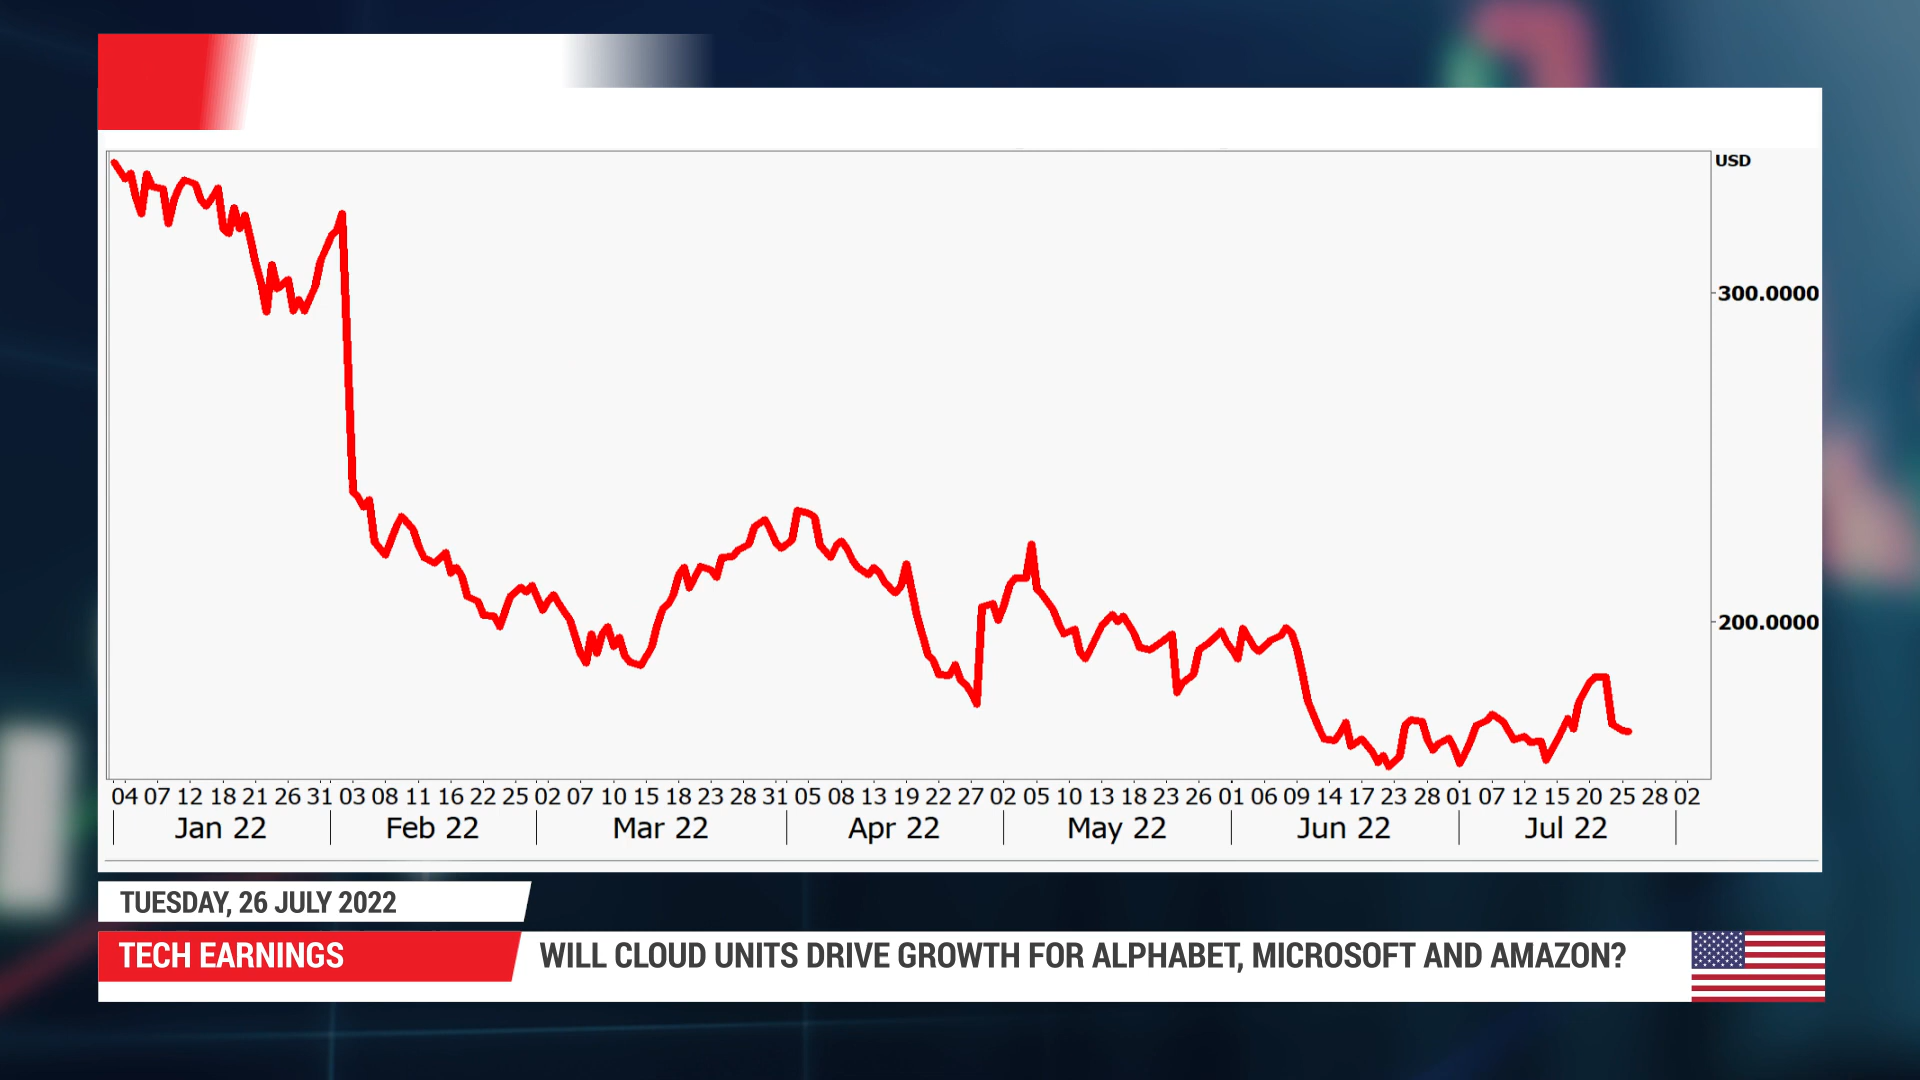 USD
300.0000
200.0000
04 07 12 18 21 26 31 03 08 11 16 22 25 02 07 10 15 18 23 28 31 05 08 13 19 22 27 02 05 10 13 18 23 26 01 06 09 14 17 23 28 01 07 12 15 20 25 28 02
Jan 22 Feb 22 Mar 22 Apr 22 May 22 Jun 22 Jul 22
TUESDAY, 26 JULY 2022
TECH EARNINGS WILL CLOUD UNITS DRIVE GROWTH FOR ALPHABET, MICROSOFT AND AMAZON?